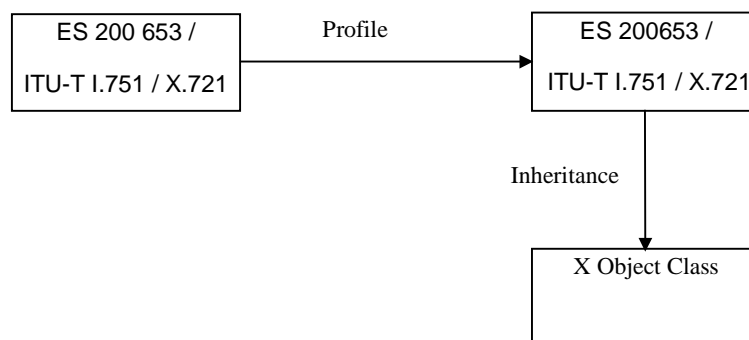 ES 200 653 /
ITU-T I.751 / X.721
Profile
ES 200653 /
ITU-T I.751 / X.721
Inheritance
X Object Class